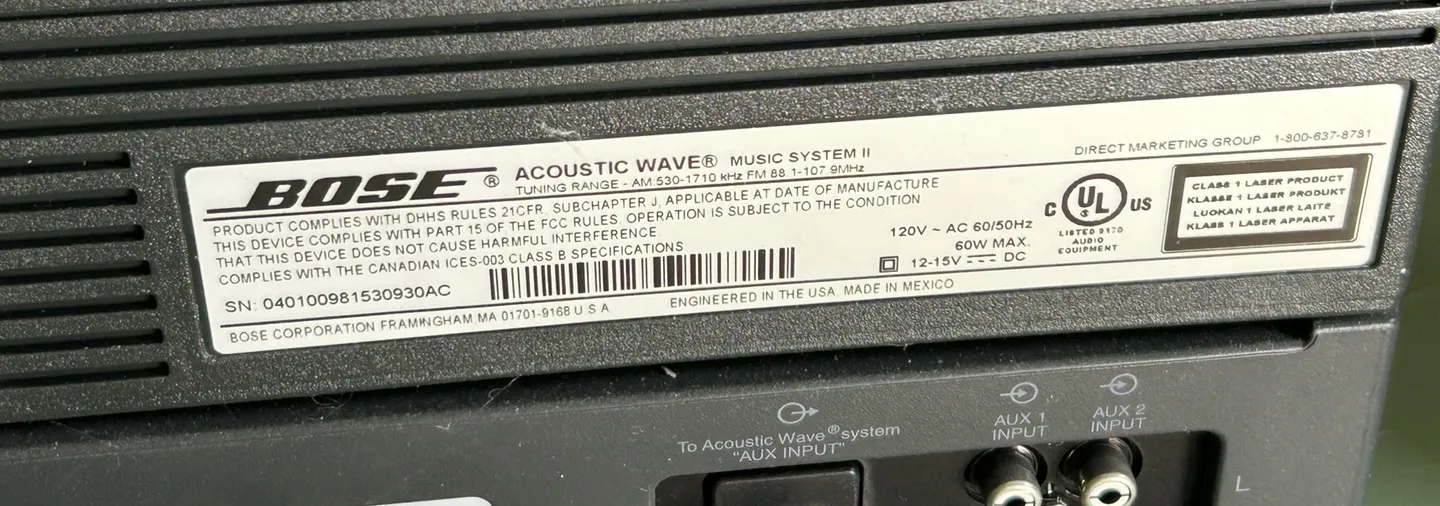 BOSE® ACOUSTIC WAVE® MUSIC SYSTEM II
TUNING RANGE - AM 530-1710 kHz FM 88.1-107.9MHz
DIRECT MARKETING GROUP 1-800-637-8781
PRODUCT COMPLIES WITH DHHS RULES 21CFR, SUBCHAPTER J, APPLICABLE AT DATE OF MANUFACTURE
THIS DEVICE COMPLIES WITH PART 15 OF THE FCC RULES. OPERATION IS SUBJECT TO THE CONDITION
THAT THIS DEVICE DOES NOT CAUSE HARMFUL INTERFERENCE.
COMPLIES WITH THE CANADIAN ICES-003 CLASS B SPECIFICATIONS
SN: 040100981530930AC
120V ~ AC 60/50Hz
60W MAX.
12-15V ⎓ DC
C UL US
LISTED 9170
AUDIO
EQUIPMENT
CLASS 1 LASER PRODUCT
KLASSE 1 LASER PRODUKT
LUOKAN 1 LASER LAITE
KLASS 1 LASER APPARAT
BOSE CORPORATION FRAMINGHAM,MA 01701-9168 U S A
ENGINEERED IN THE USA. MADE IN MEXICO
To Acoustic Wave® system
"AUX INPUT"
AUX 1
INPUT
AUX 2
INPUT
L